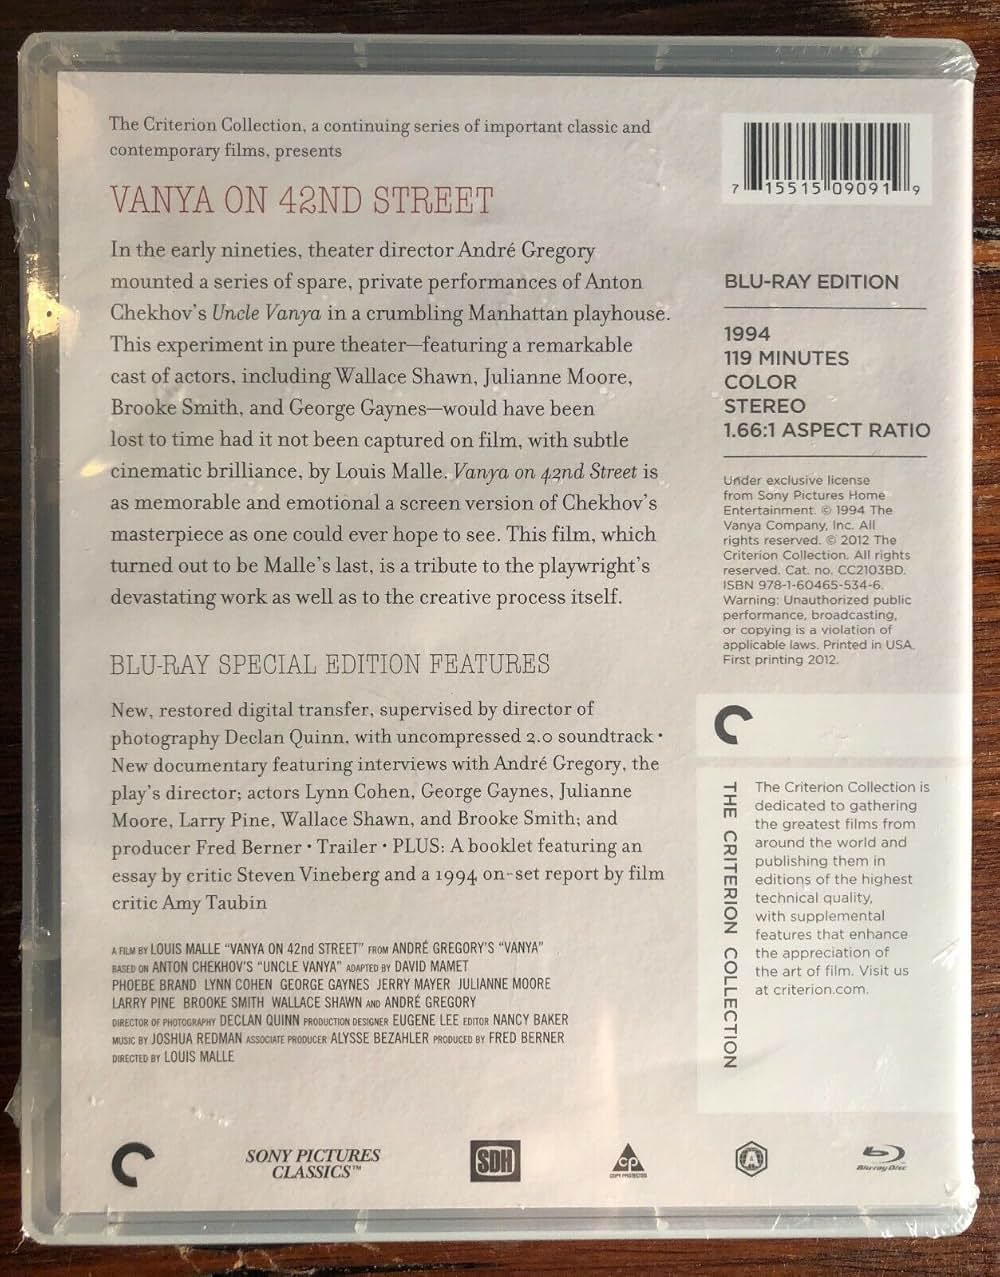 The Criterion Collection, a continuing series of important classic and
contemporary films, presents
VANYA ON 42ND STREET
In the early nineties, theater director André Gregory
mounted a series of spare, private performances of Anton
Chekhov's Uncle Vanya in a crumbling Manhattan playhouse.
This experiment in pure theater—featuring a remarkable
cast of actors, including Wallace Shawn, Julianne Moore,
Brooke Smith, and George Gaynes—would have been
lost to time had it not been captured on film, with subtle
cinematic brilliance, by Louis Malle. Vanya on 42nd Street is
as memorable and emotional a screen version of Chekhov's
masterpiece as one could ever hope to see. This film, which
turned out to be Malle's last, is a tribute to the playwright's
devastating work as well as to the creative process itself.
BLU-RAY SPECIAL EDITION FEATURES
New, restored digital transfer, supervised by director of
photography Declan Quinn, with uncompressed 2.0 soundtrack •
New documentary featuring interviews with André Gregory, the
play's director; actors Lynn Cohen, George Gaynes, Julianne
Moore, Larry Pine, Wallace Shawn, and Brooke Smith; and
producer Fred Berner • Trailer • PLUS: A booklet featuring an
essay by critic Steven Vineberg and a 1994 on-set report by film
critic Amy Taubin
A FILM BY LOUIS MALLE "VANYA ON 42nd STREET" FROM ANDRÉ GREGORY'S "VANYA"
BASED ON ANTON CHEKHOV'S "UNCLE VANYA" ADAPTED BY DAVID MAMET
PHOEBE BRAND LYNN COHEN GEORGE GAYNES JERRY MAYER JULIANNE MOORE
LARRY PINE BROOKE SMITH WALLACE SHAWN AND ANDRÉ GREGORY
DIRECTOR OF PHOTOGRAPHY DECLAN QUINN PRODUCTION DESIGNER EUGENE LEE EDITOR NANCY BAKER
MUSIC BY JOSHUA REDMAN ASSOCIATE PRODUCER ALYSSE BEZAHLER PRODUCED BY FRED BERNER
DIRECTED BY LOUIS MALLE
7 15515 09091 9
BLU-RAY EDITION
1994
119 MINUTES
COLOR
STEREO
1.66:1 ASPECT RATIO
Under exclusive license
from Sony Pictures Home
Entertainment. © 1994 The
Vanya Company, Inc. All
rights reserved. © 2012 The
Criterion Collection. All rights
reserved. Cat. no. CC2103BD.
ISBN 978-1-60465-534-6.
Warning: Unauthorized public
performance, broadcasting,
or copying is a violation of
applicable laws. Printed in USA.
First printing 2012.
THE CRITERION COLLECTION
The Criterion Collection is
dedicated to gathering
the greatest films from
around the world and
publishing them in
editions of the highest
technical quality,
with supplemental
features that enhance
the appreciation of
the art of film. Visit us
at criterion.com.
SONY PICTURES
CLASSICS™
SDH
CP
COPY PROTECTED
A
Blu-ray Disc